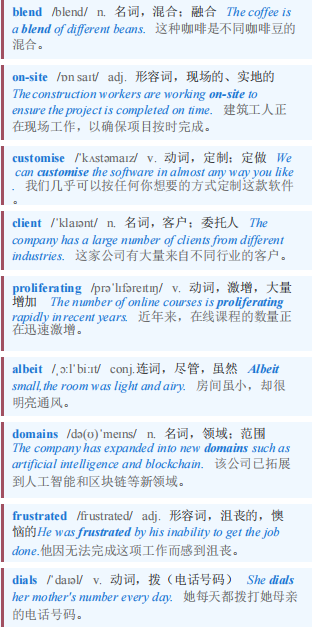 blend /blend/ n. 名词，混合；融合 The coffee is
a blend of different beans. 这种咖啡是不同咖啡豆的
混合。
on-site /ɒn saɪt/ adj. 形容词，现场的、实地的
The construction workers are working on-site to
ensure the project is completed on time. 建筑工人正
在现场工作，以确保项目按时完成。
customise /ˈkʌstəmaɪz/ v. 动词，定制；定做 We
can customise the software in almost any way you like
. 我们几乎可以按任何你想要的方式定制这款软件
。
client /ˈklaɪənt/ n. 名词，客户；委托人 The
company has a large number of clients from different
industries. 这家公司有大量来自不同行业的客户。
proliferating /prəˈlɪfəreɪtɪŋ/ v. 动词，激增，大量
增加 The number of online courses is proliferating
rapidly in recent years. 近年来，在线课程的数量正
在迅速激增。
albeit /ˌɔːlˈbiːɪt/ conj.连词，尽管，虽然 Albeit
small,the room was light and airy. 房间虽小，却很
明亮通风。
domains /də(ʊ)ˈmeɪns/ n. 名词，领域；范围
The company has expanded into new domains such as
artificial intelligence and blockchain. 该公司已拓展
到人工智能和区块链等新领域。
frustrated /frustrated/ adj. 形容词，沮丧的，懊
恼的He was frustrated by his inability to get the job
done.他因无法完成这项工作而感到沮丧。
dials /ˈdaɪəl/ v. 动词，拨（电话号码） She dials
her mother's number every day. 她每天都拨打她母亲
的电话号码。